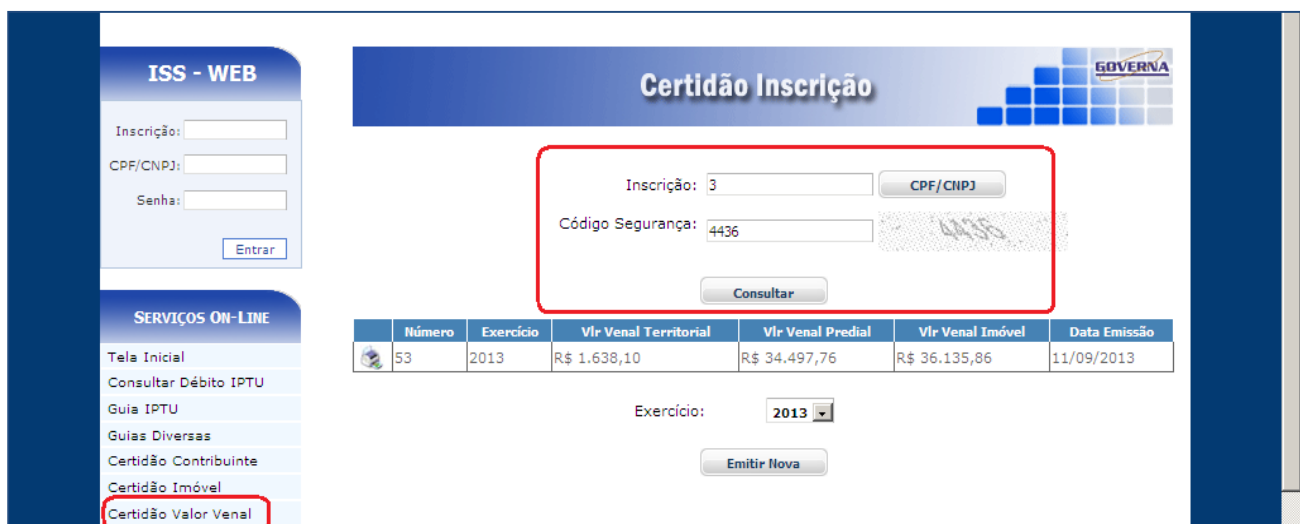 ISS - WEB
Inscrição:
CPF/CNPJ:
Senha:
Entrar
SERVIÇOS ON-LINE
Tela Inicial
Consultar Débito IPTU
Guia IPTU
Guias Diversas
Certidão Contribuinte
Certidão Imóvel
Certidão Valor Venal
Certidão Inscrição
GOVERNA
Inscrição: 3 CPF/CNPJ
Código Segurança: 4436 4436
Consultar
Número Exercício Vlr Venal Territorial Vlr Venal Predial Vlr Venal Imóvel Data Emissão
53 2013 R$ 1.638,10 R$ 34.497,76 R$ 36.135,86 11/09/2013
Exercício: 2013
Emitir Nova